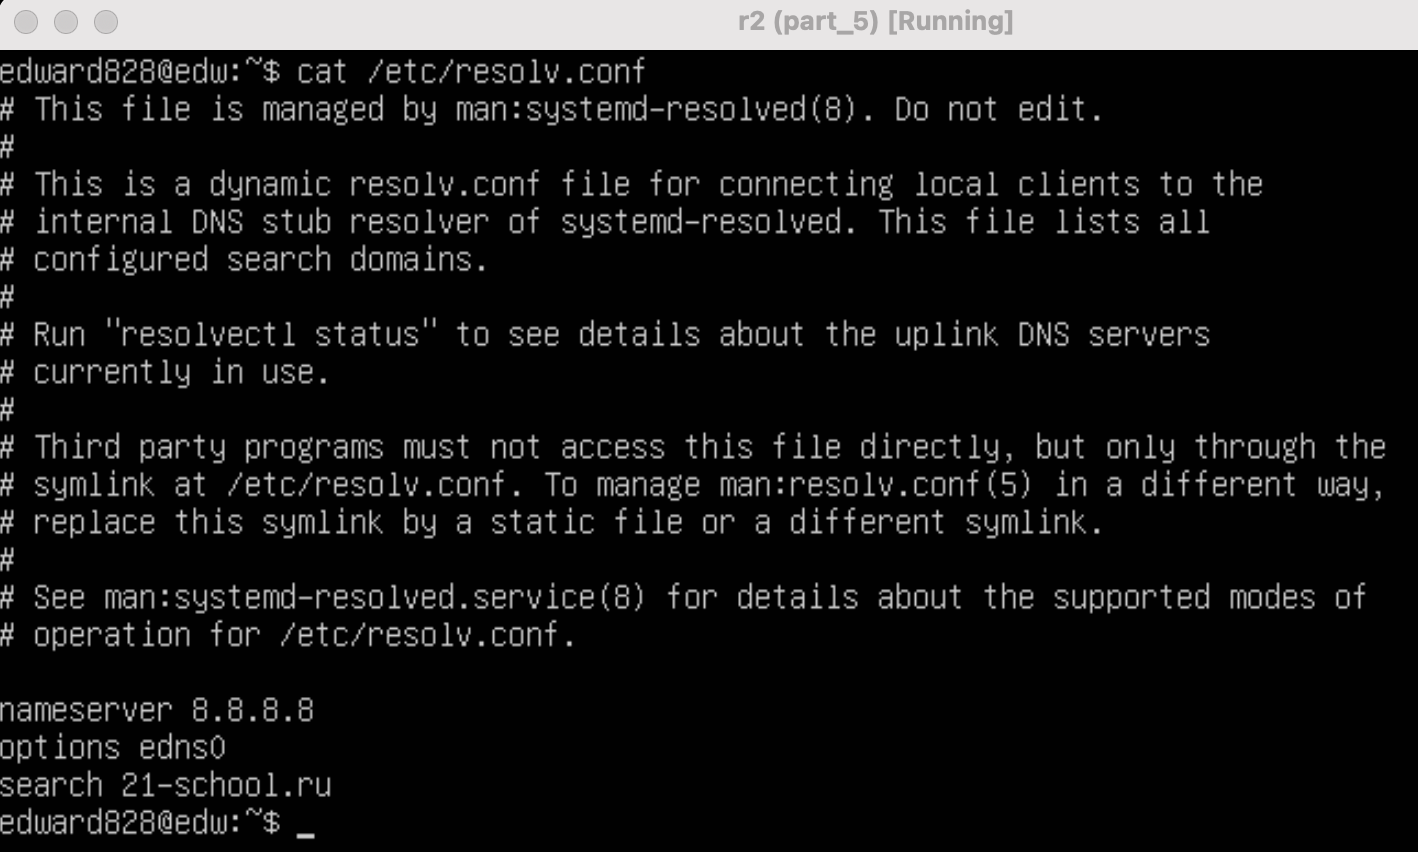 r2 (part_5) [Running]
edward828@edw:~$ cat /etc/resolv.conf
# This file is managed by man:systemd-resolved(8). Do not edit.
#
# This is a dynamic resolv.conf file for connecting local clients to the
# internal DNS stub resolver of systemd-resolved. This file lists all
# configured search domains.
#
# Run "resolvectl status" to see details about the uplink DNS servers
# currently in use.
#
# Third party programs must not access this file directly, but only through the
# symlink at /etc/resolv.conf. To manage man:resolv.conf(5) in a different way,
# replace this symlink by a static file or a different symlink.
#
# See man:systemd-resolved.service(8) for details about the supported modes of
# operation for /etc/resolv.conf.
nameserver 8.8.8.8
options edns0
search 21-school.ru
edward828@edw:~$ _